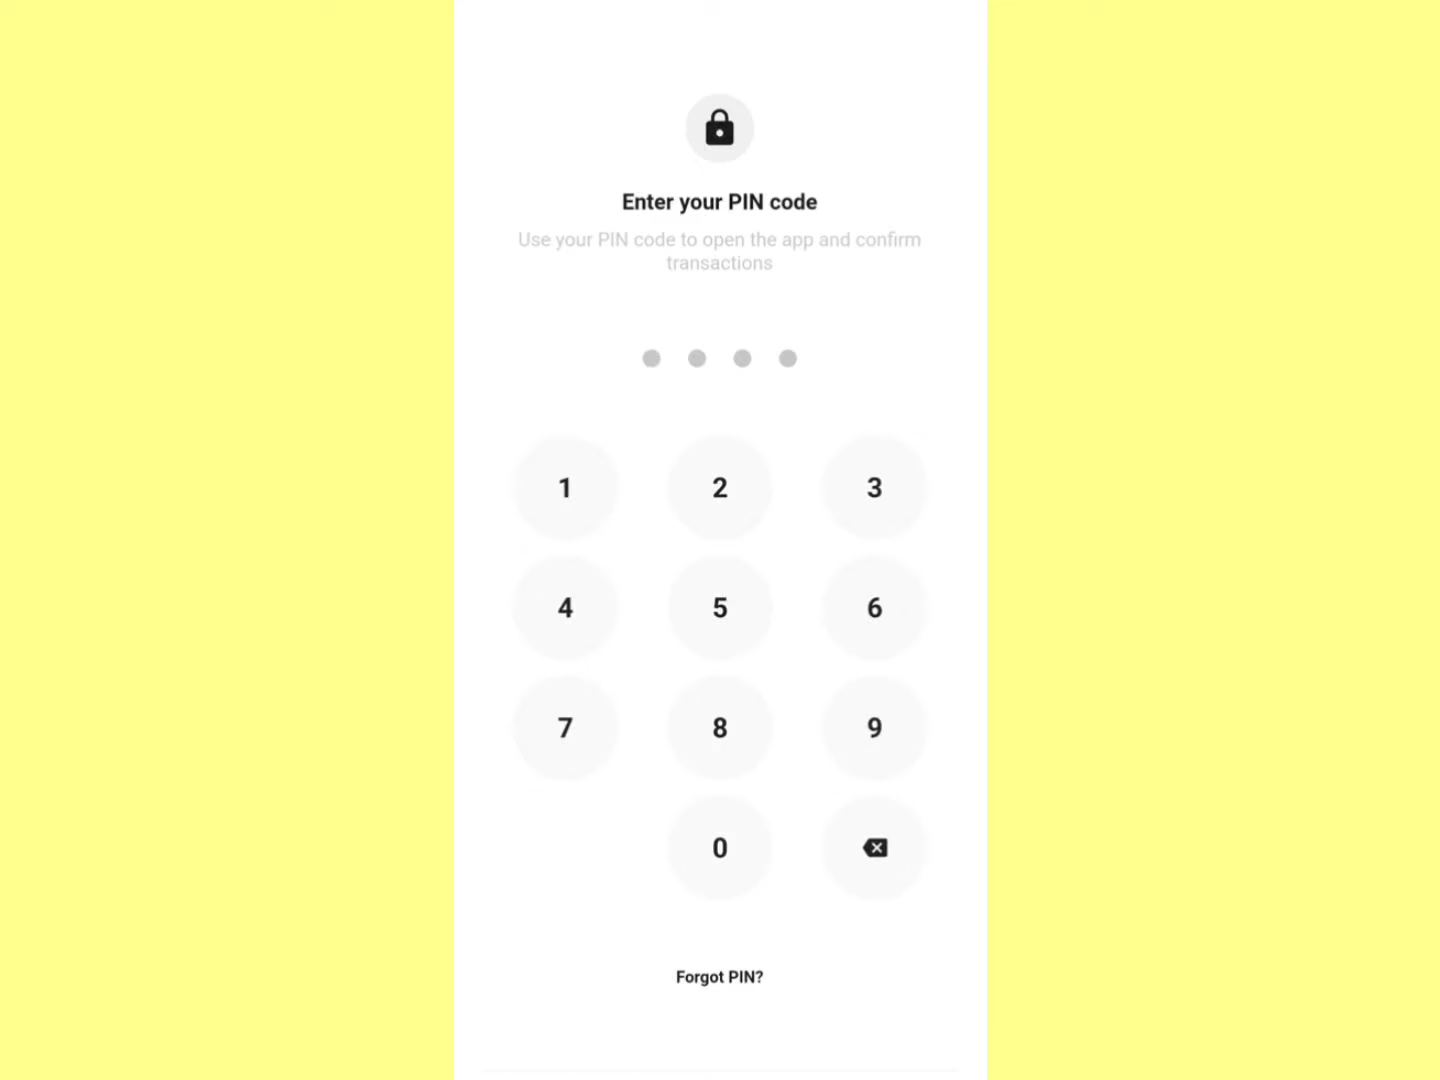 Enter your PIN code
Use your PIN code to open the app and confirm
transactions
1 2 3
4 5 6
7 8 9
0
Forgot PIN?